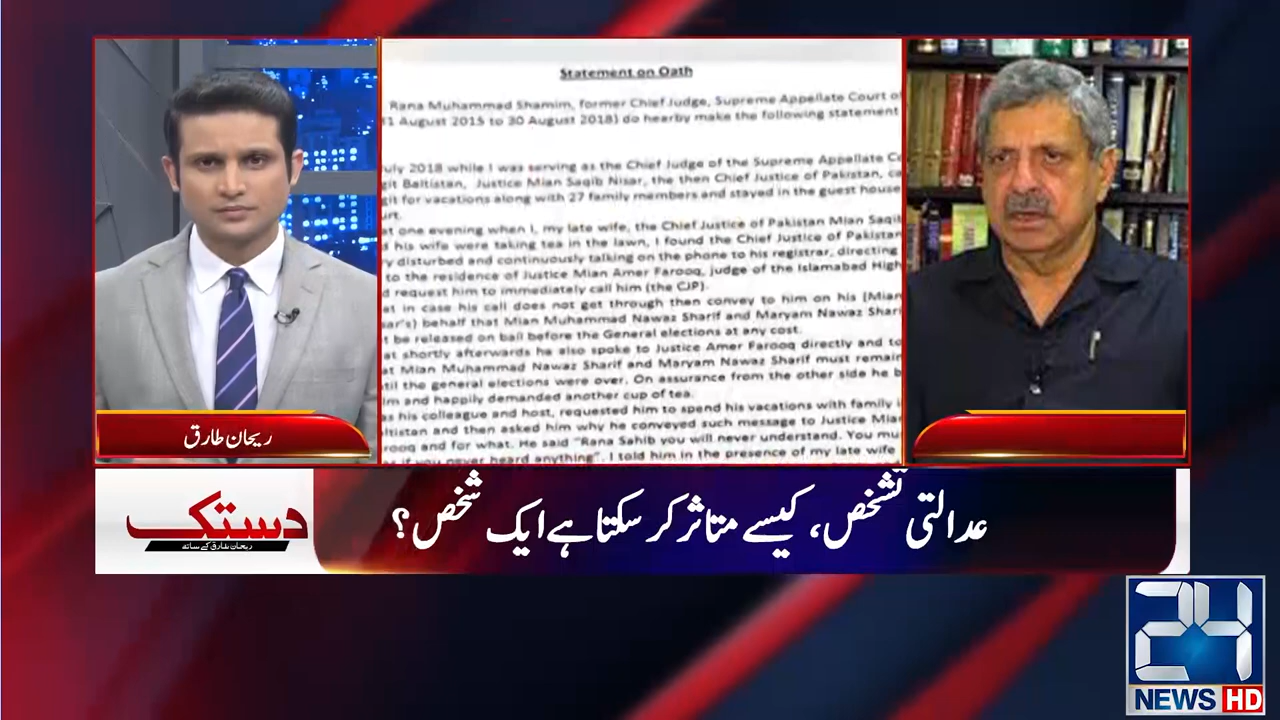 Statement on Oath
Rana Muhammad Shamim, former Chief Judge, Supreme Appellate Court of
1 August 2015 to 30 August 2018) do hearby make the following statement
uly 2018 while I was serving as the Chief Judge of the Supreme Appellate
git Baltistan, Justice Mian Saqib Nisar, the then Chief Justice of Pakistan,
git for vacations along with 27 family members and stayed in the guest house
urt.
at one evening when I, my late wife, the Chief Justice of Pakistan Mian Saqib
d his wife were taking tea in the lawn, I found the Chief Justice of Pakistan
y disturbed and continuously talking on the phone to his registrar, directing
to the residence of Justice Mian Amer Farooq, judge of the Islamabad High
d request him to immediately call him (the CJP).
at in case his call does not get through then convey to him on his (Mian
sar's) behalf that Mian Muhammad Nawaz Sharif and Maryam Nawaz Shari
t be released on bail before the General elections at any cost.
at shortly afterwards he also spoke to Justice Amer Farooq directly and to
at Mian Muhammad Nawaz Sharif and Maryam Nawaz Sharif must remain
til the general elections were over. On assurance from the other side he b
lm and happily demanded another cup of tea.
as his colleague and host, requested him to spend his vacations with family i
ltistan and then asked him why he conveyed such message to Justice Mian
rooq and for what. He said "Rana Sahib you will never understand. You mu
as if you never heard anything". I told him in the presence of my late wife
ریحان طارق
دستک
ریحان طارق کے ساتھ
عدالتی تشخص، کیسے متاثر کر سکتا ہے ایک شخص؟
24
NEWS HD